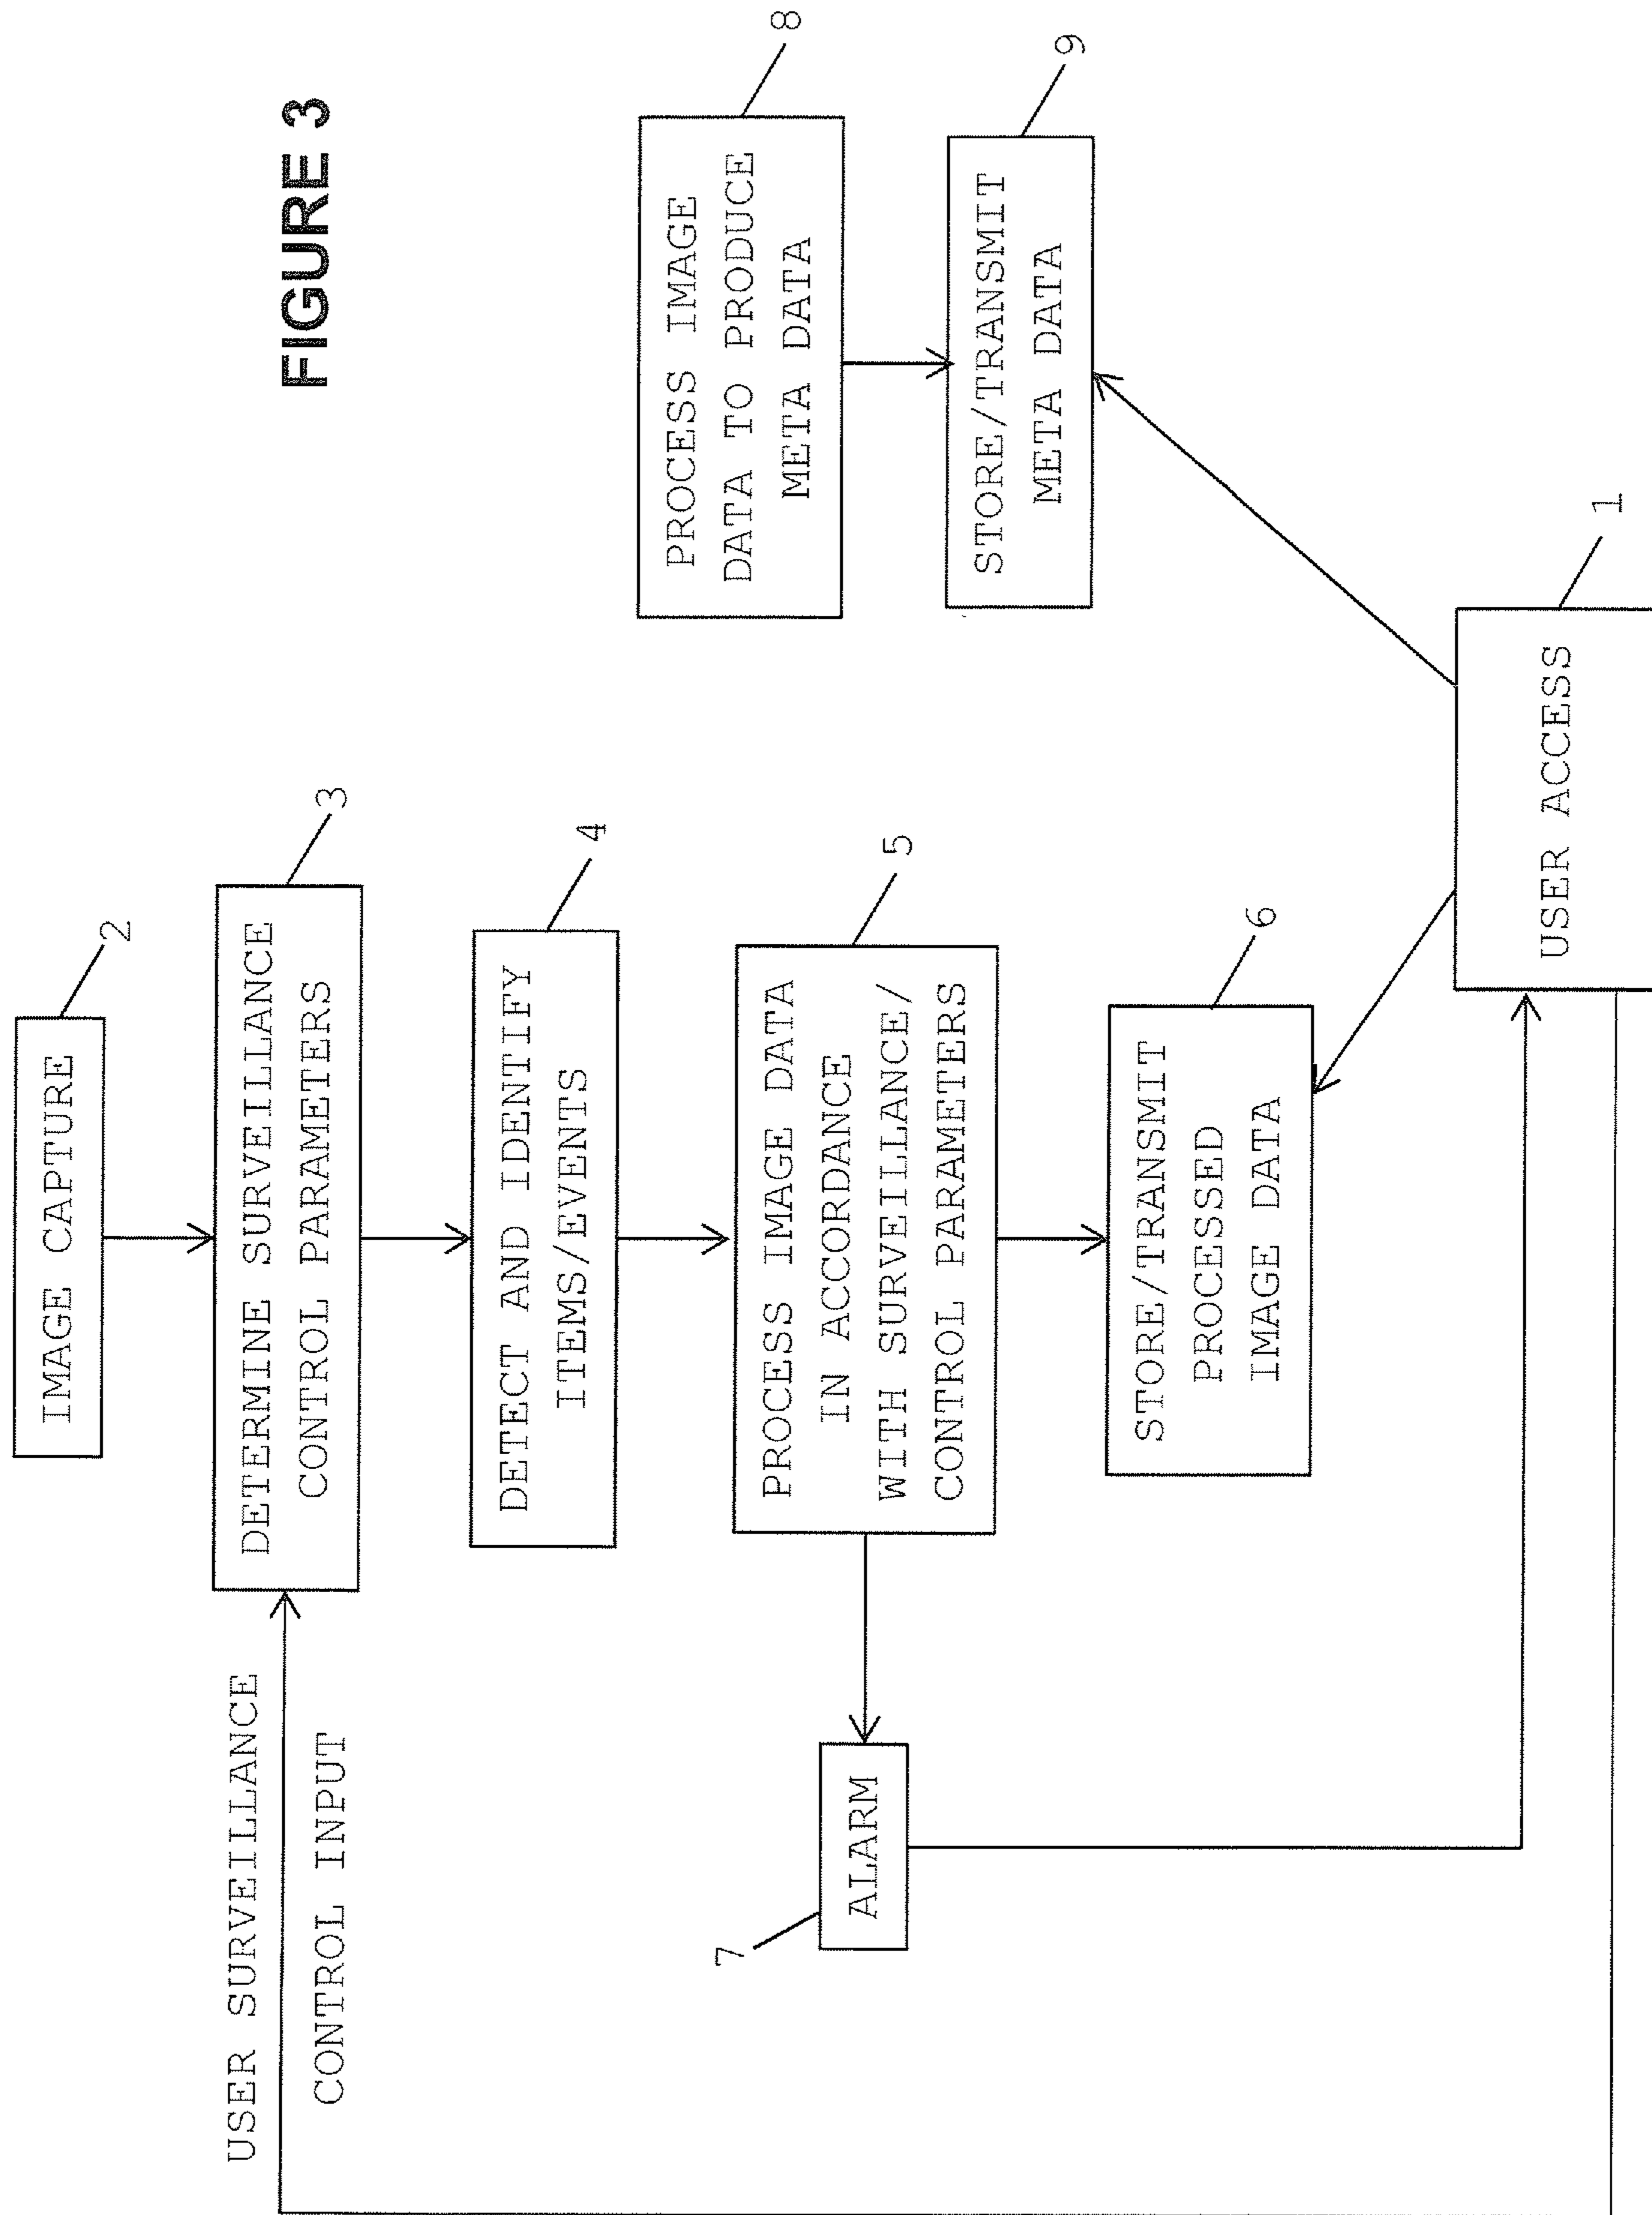 FIGURE 3
IMAGE CAPTURE
2
USER SURVEILLANCE
CONTROL INPUT
DETERMINE SURVEILLANCE
CONTROL PARAMETERS
3
DETECT AND IDENTIFY
ITEMS/EVENTS
4
PROCESS IMAGE DATA
IN ACCORDANCE
WITH SURVEILLANCE/
CONTROL PARAMETERS
5
7
ALARM
STORE/TRANSMIT
PROCESSED
IMAGE DATA
6
PROCESS IMAGE
DATA TO PRODUCE
META DATA
8
STORE/TRANSMIT
META DATA
9
USER ACCESS
1